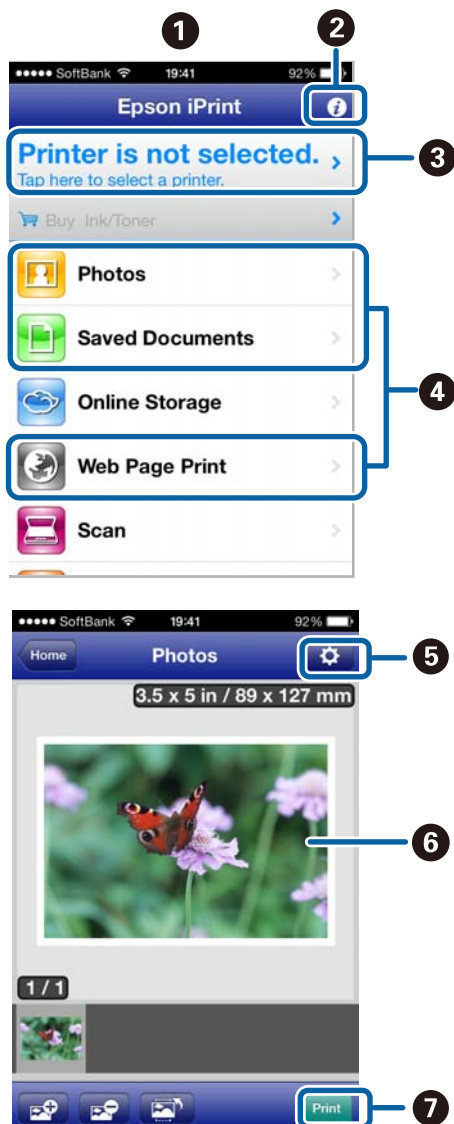 1
2
SoftBank 19:41 92%
Epson iPrint
i
Printer is not selected.
Tap here to select a printer.
3
Buy Ink/Toner
Photos
Saved Documents
4
Online Storage
Web Page Print
Scan
SoftBank 19:41 92%
Home Photos
5
3.5 x 5 in / 89 x 127 mm
6
1 / 1
Print
7